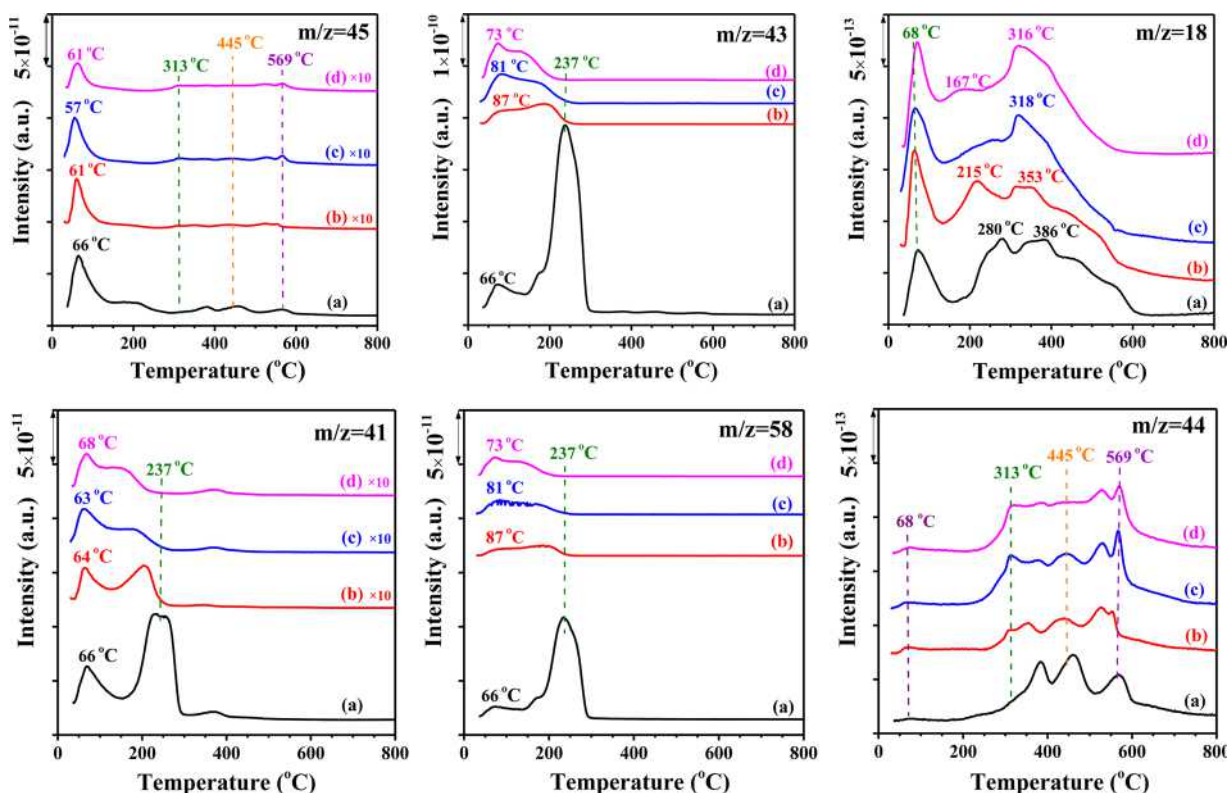 m/z=45
5×10⁻¹¹
Intensity (a.u.)
61 °C
313 °C
445 °C
569 °C
(d) ×10
57 °C
(c) ×10
61 °C
(b) ×10
66 °C
(a)
0 200 400 600 800
Temperature (°C)
m/z=43
1×10⁻¹⁰
Intensity (a.u.)
73 °C
237 °C
(d)
81 °C
(c)
87 °C
(b)
66 °C
(a)
0 200 400 600 800
Temperature (°C)
m/z=18
5×10⁻¹³
Intensity (a.u.)
68 °C
316 °C
167 °C
(d)
318 °C
(c)
215 °C
353 °C
(b)
280 °C
386 °C
(a)
0 200 400 600 800
Temperature (°C)
m/z=41
5×10⁻¹¹
Intensity (a.u.)
68 °C
237 °C
(d) ×10
63 °C
(c) ×10
64 °C
(b) ×10
66 °C
(a)
0 200 400 600 800
Temperature (°C)
m/z=58
5×10⁻¹¹
Intensity (a.u.)
73 °C
237 °C
(d)
81 °C
(c)
87 °C
(b)
66 °C
(a)
0 200 400 600 800
Temperature (°C)
m/z=44
5×10⁻¹³
Intensity (a.u.)
445 °C
313 °C
569 °C
68 °C
(d)
(c)
(b)
(a)
0 200 400 600 800
Temperature (°C)